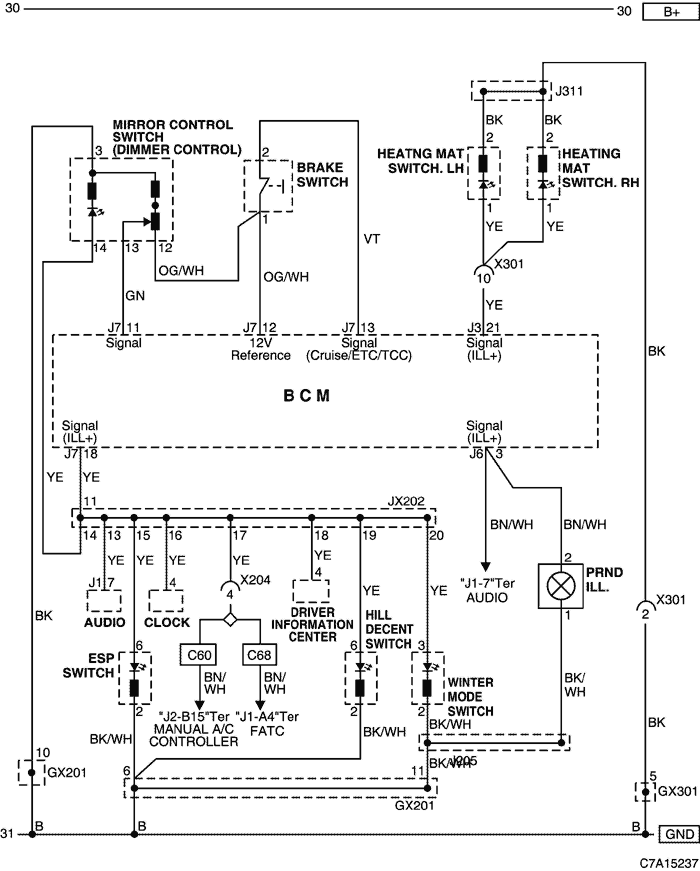 30
30 B+
J311
MIRROR CONTROL
SWITCH
(DIMMER CONTROL)
BK BK
3
2
2 2
BRAKE
SWITCH
HEATNG MAT
SWITCH. LH
HEATING
MAT
SWITCH. RH
1 1
1
14 13 12
YE YE
VT
OG/WH
OG/WH
X301
10
GN
YE
J7 11 J7 12 J7 13 J3 21
Signal 12V Signal Signal
Reference (Cruise/ETC/TCC) (ILL+)
BK
BCM
Signal
(ILL+)
Signal
(ILL+)
J7 18 J6 3
YE YE
11 JX202
14 13 15 16 17 18 19 20
BN/WH BN/WH
YE YE YE YE YE YE YE
2
J1 7 4 4 X204 4
"J1-7"Ter
AUDIO
PRND
ILL.
1
X301
2
AUDIO CLOCK
DRIVER
INFORMATION
CENTER
HILL
DECENT
SWITCH
BK
6 6 3
ESP
SWITCH
C60 C68
BN/
WH
BN/
WH
BK/
WH
WINTER
MODE
SWITCH
2 2 2
"J2-B15"Ter "J1-A4"Ter
MANUAL A/C FATC
CONTROLLER
BK/WH
BK/WH BK/WH
BK
J205
BK/WH
10
GX201
6 11
5
GX301
GX201
31 B B B GND
C7A15237